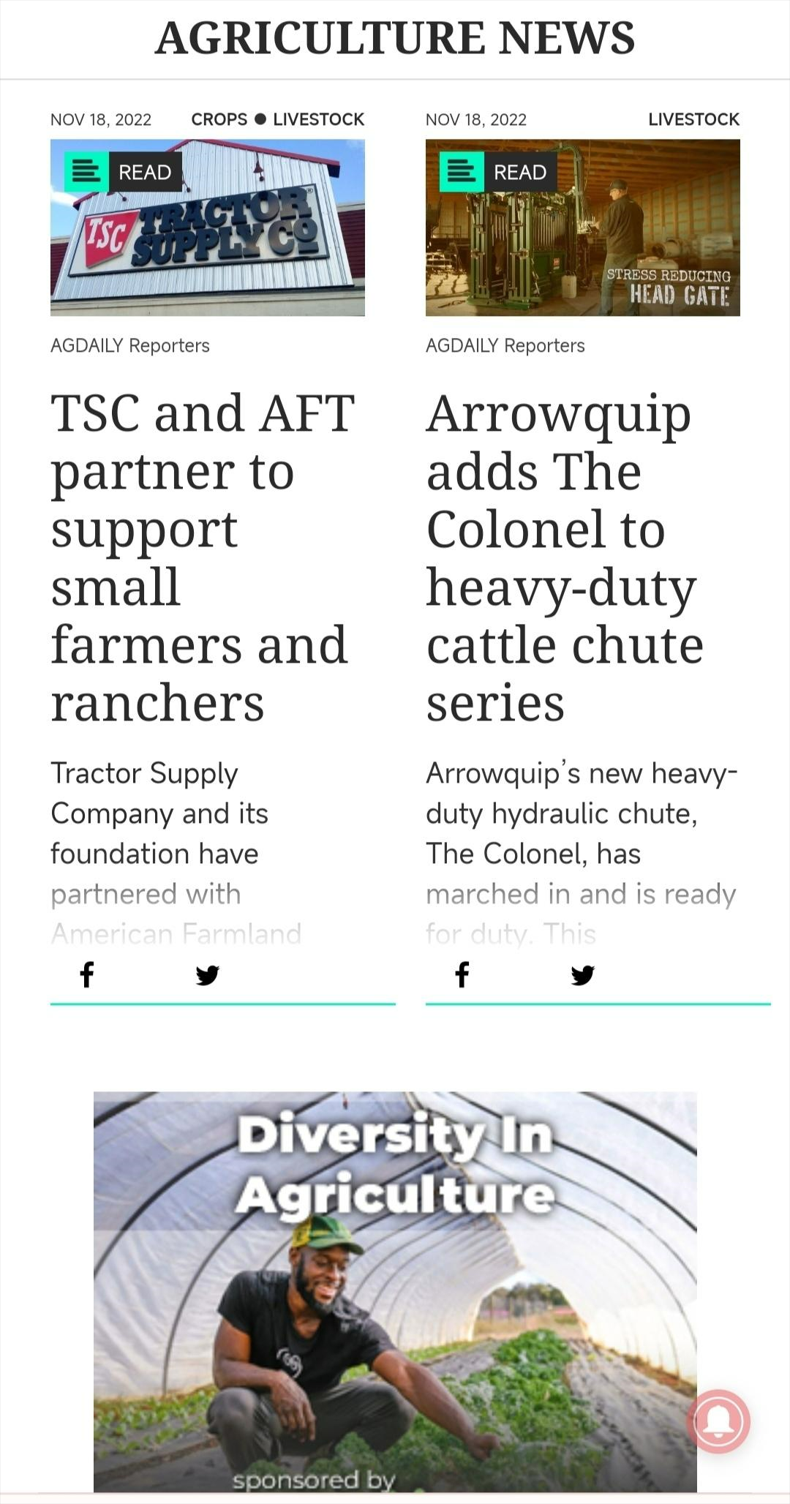 AGRICULTURE NEWS
NOV 18, 2022 CROPS ● LIVESTOCK
READ
TSC
TRACTOR
SUPPLY CO
AGDAILY Reporters
TSC and AFT
partner to
support
small
farmers and
ranchers
Tractor Supply
Company and its
foundation have
partnered with
American Farmland
NOV 18, 2022 LIVESTOCK
READ
STRESS REDUCING
HEAD GATE
AGDAILY Reporters
Arrowquip
adds The
Colonel to
heavy-duty
cattle chute
series
Arrowquip’s new heavy-
duty hydraulic chute,
The Colonel, has
marched in and is ready
for duty. This
Diversity In
Agriculture
sponsored by